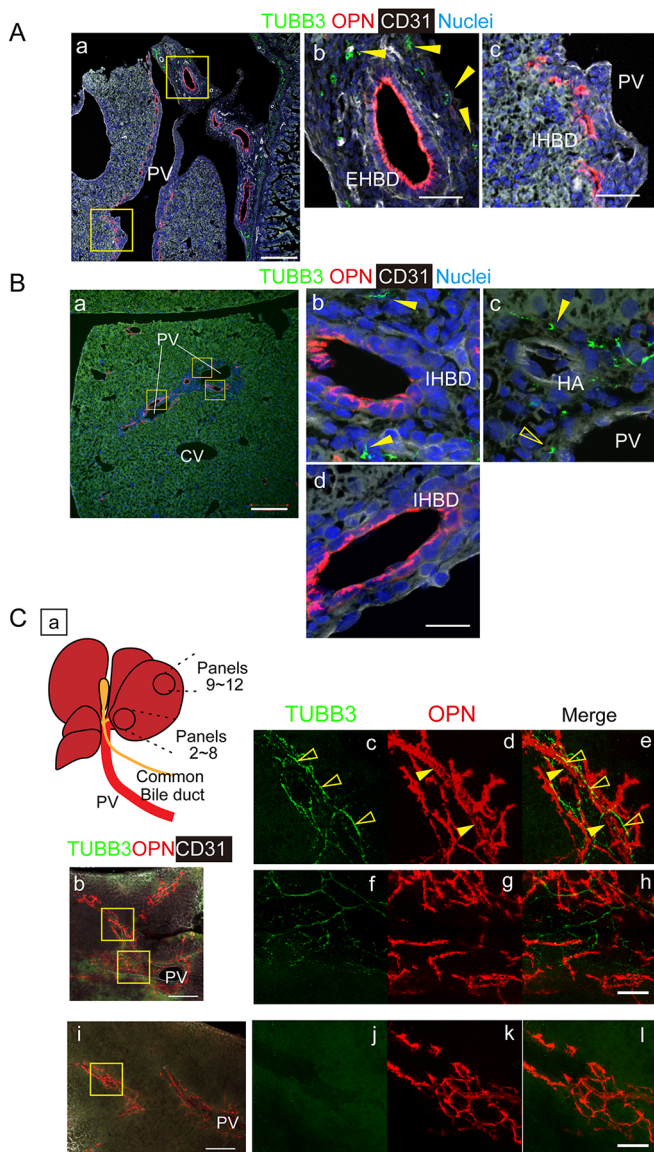 A
TUBB3 OPN CD31 Nuclei
a
b
c
PV
EHBD
IHBD
PV
B
TUBB3 OPN CD31 Nuclei
a
b
c
PV
CV
IHBD
HA
PV
d
IHBD
C
a
Panels
9~12
Panels
2~8
Common
Bile duct
PV
TUBB3 OPN Merge
c
d
e
TUBB3OPNCD31
b
PV
f
g
h
i
PV
j
k
l